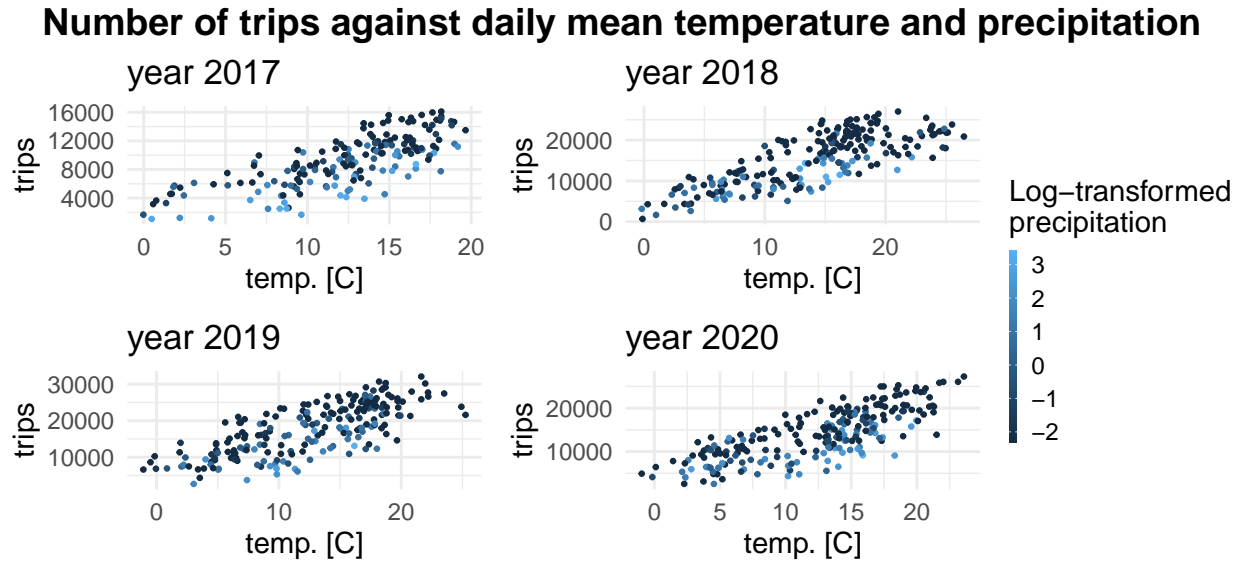 Number of trips against daily mean temperature and precipitation
year 2017
16000
12000
8000
4000
trips
0 5 10 15 20
temp. [C]
year 2018
20000
10000
0
trips
0 10 20
temp. [C]
year 2019
30000
20000
10000
trips
0 10 20
temp. [C]
year 2020
20000
10000
trips
0 5 10 15 20
temp. [C]
Log−transformed
precipitation
3
2
1
0
−1
−2